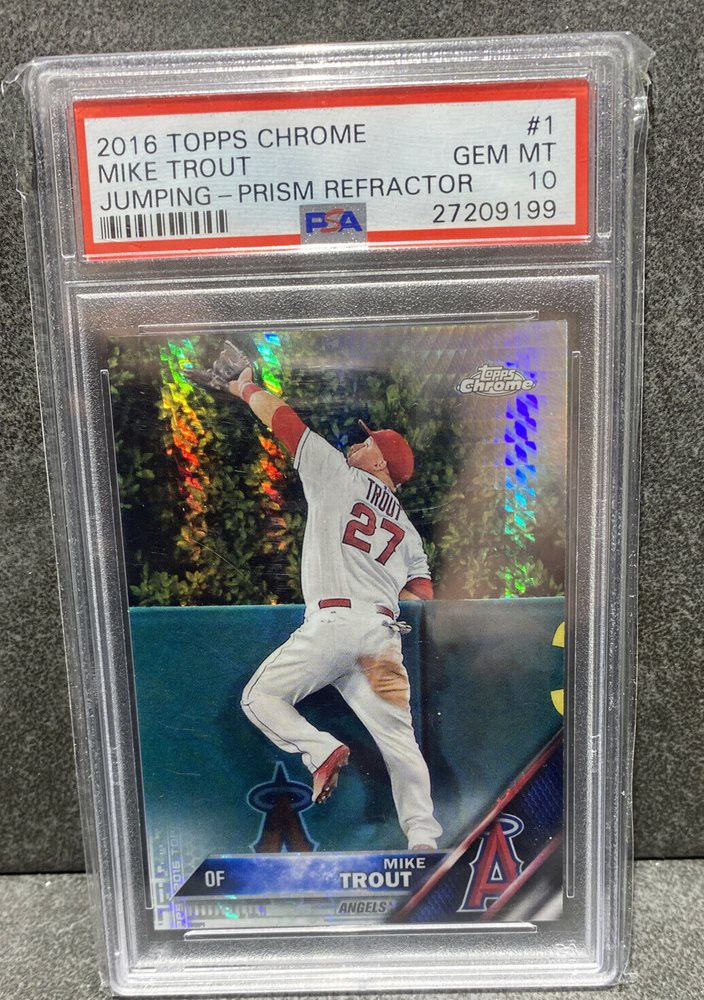 2016 TOPPS CHROME #1
MIKE TROUT GEM MT
JUMPING – PRISM REFRACTOR 10
PSA 27209199
Topps
Chrome
TROUT
27
OF
MIKE
TROUT
ANGELS
A